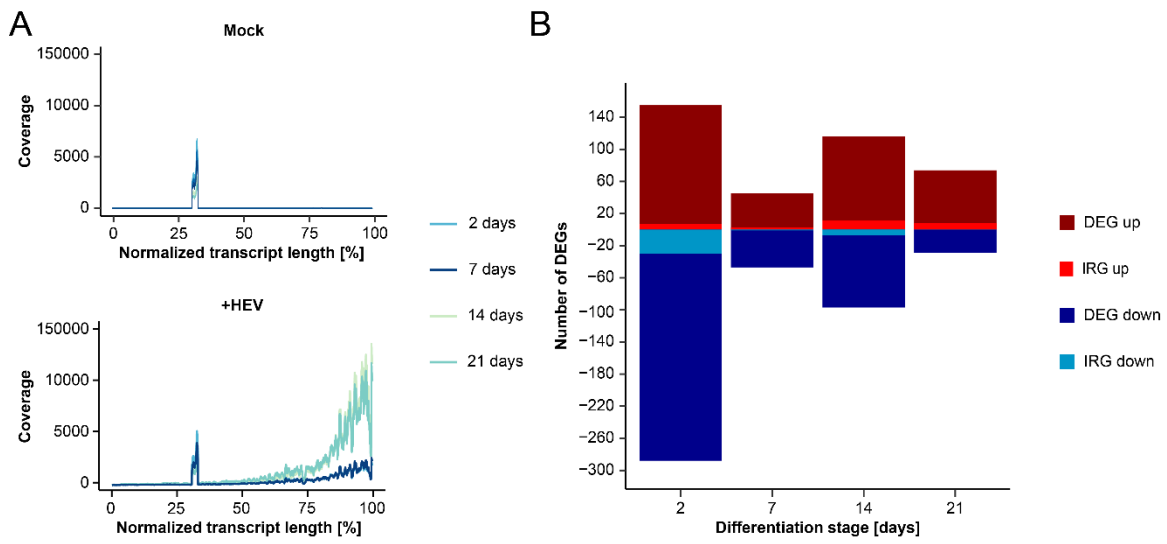 A
Mock
150000
10000
5000
0
Coverage
0
25
50
75
100
Normalized transcript length [%]
+HEV
150000
10000
5000
0
Coverage
0
25
50
75
100
Normalized transcript length [%]
2 days
7 days
14 days
21 days
B
140
100
60
20
−20
−60
−100
−140
−180
−220
−260
−300
Number of DEGs
2
7
14
21
Differentiation stage [days]
DEG up
IRG up
DEG down
IRG down